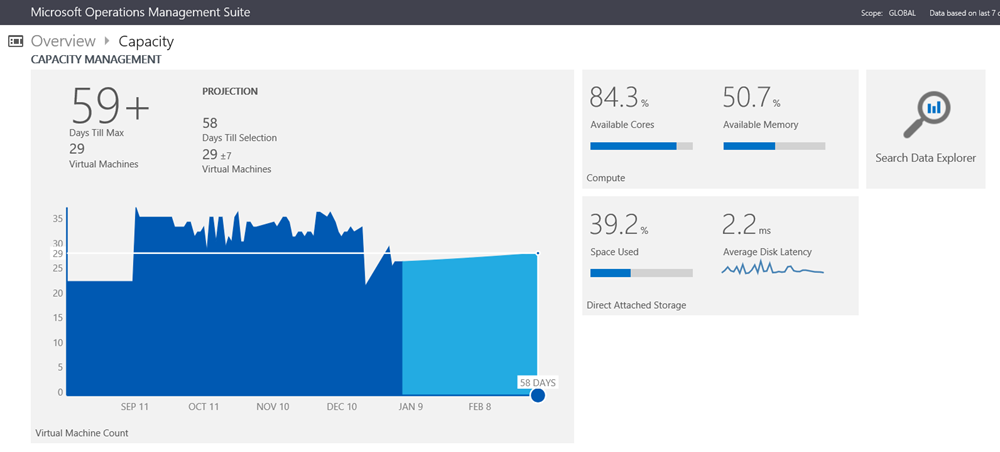 Microsoft Operations Management Suite
Scope: GLOBAL Data based on last 7
Overview Capacity
CAPACITY MANAGEMENT
59+
Days Till Max
29
Virtual Machines
PROJECTION
58
Days Till Selection
29 ±7
Virtual Machines
35
30
29
25
20
15
10
5
0
58 DAYS
SEP 11 OCT 11 NOV 10 DEC 10 JAN 9 FEB 8
Virtual Machine Count
84.3 % 50.7 %
Available Cores Available Memory
Compute
39.2 % 2.2 ms
Space Used Average Disk Latency
Direct Attached Storage
Search Data Explorer